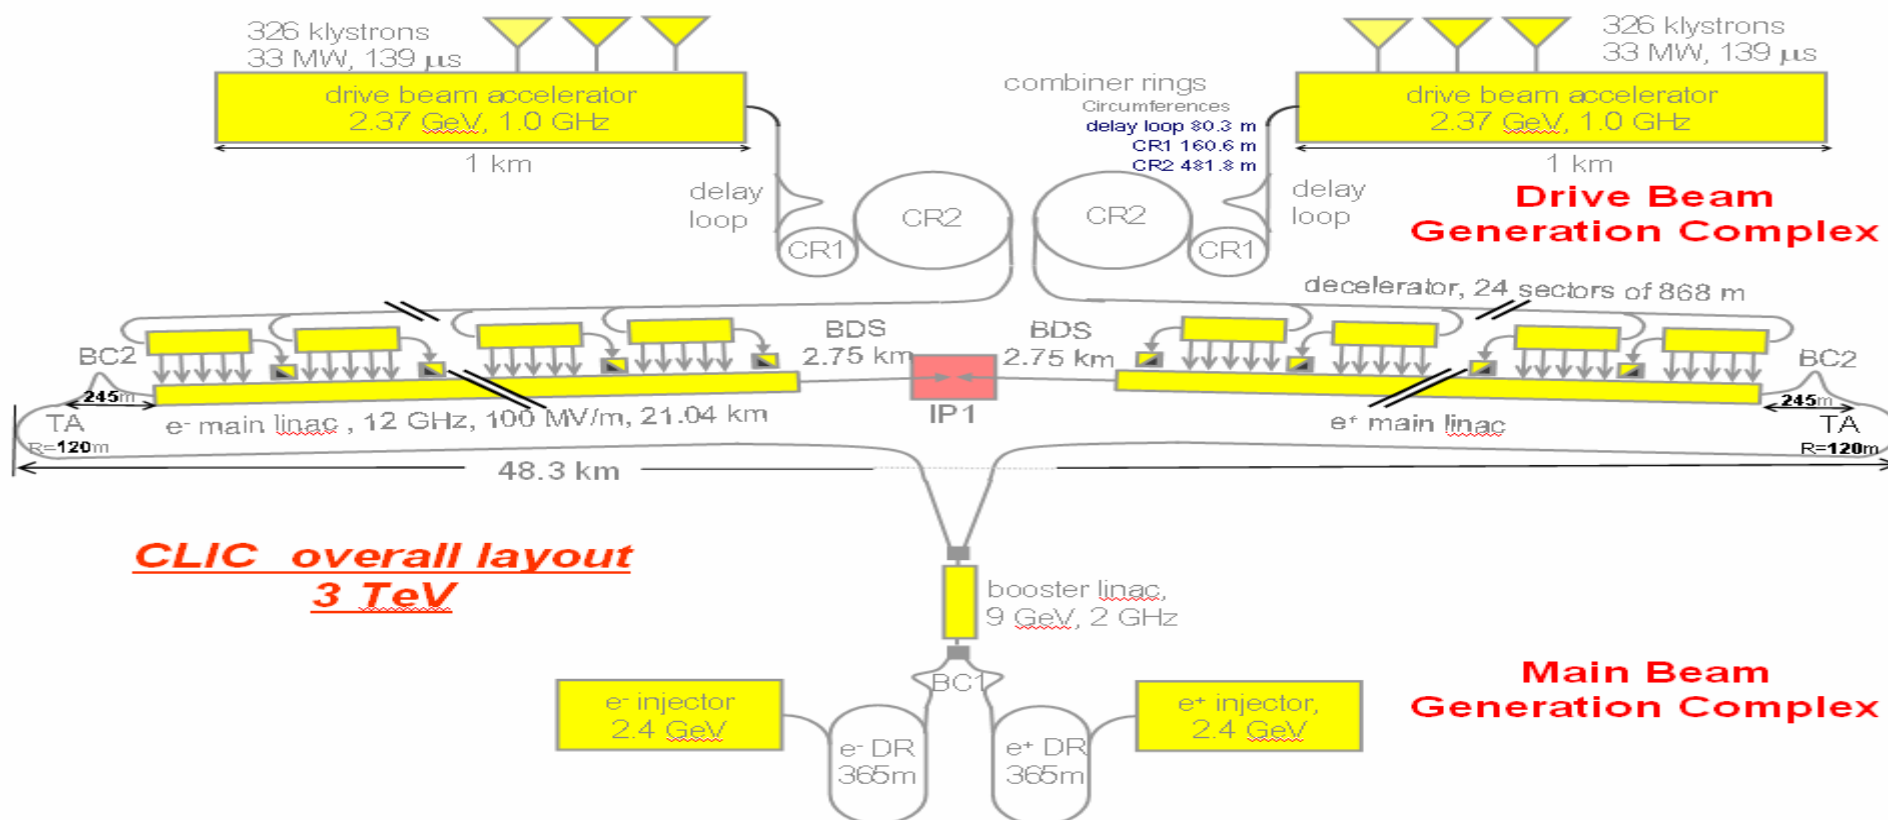 326 klystrons
33 MW, 139 μs
drive beam accelerator
2.37 GeV, 1.0 GHz
1 km
delay
loop
CR1
CR2
combiner rings
Circumferences
delay loop 80.3 m
CR1 160.6 m
CR2 481.8 m
326 klystrons
33 MW, 139 μs
drive beam accelerator
2.37 GeV, 1.0 GHz
1 km
CR2
CR1
delay
loop
Drive Beam
Generation Complex
decelerator, 24 sectors of 868 m
BC2
245m
TA
R=120m
e- main linac , 12 GHz, 100 MV/m, 21.04 km
BDS
2.75 km
IP1
BDS
2.75 km
e+ main linac
BC2
245m
TA
R=120m
48.3 km
CLIC overall layout
3 TeV
booster linac,
9 GeV, 2 GHz
BC1
e- injector
2.4 GeV
e- DR
365m
e+ DR
365m
e+ injector,
2.4 GeV
Main Beam
Generation Complex